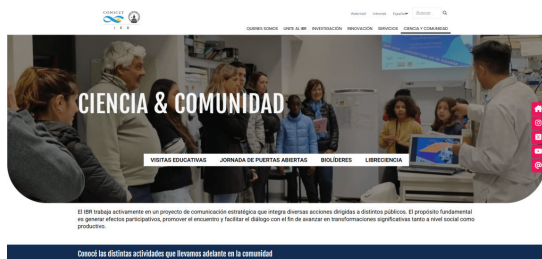 CONICET
I B R
Webmail Intranet Español
Buscar...
QUIENES SOMOS UNITE AL IBR INVESTIGACIÓN INNOVACIÓN SERVICIOS CIENCIA Y COMUNIDAD
CIENCIA & COMUNIDAD
VISITAS EDUCATIVAS JORNADA DE PUERTAS ABIERTAS BIOLÍDERES LIBRECIENCIA
El IBR trabaja activamente en un proyecto de comunicación estratégica que integra diversas acciones dirigidas a distintos públicos. El propósito fundamental
es generar efectos participativos, promover el encuentro y facilitar el diálogo con el fin de avanzar en transformaciones significativas tanto a nivel social como
productivo.
Conocé las distintas actividades que llevamos adelante en la comunidad